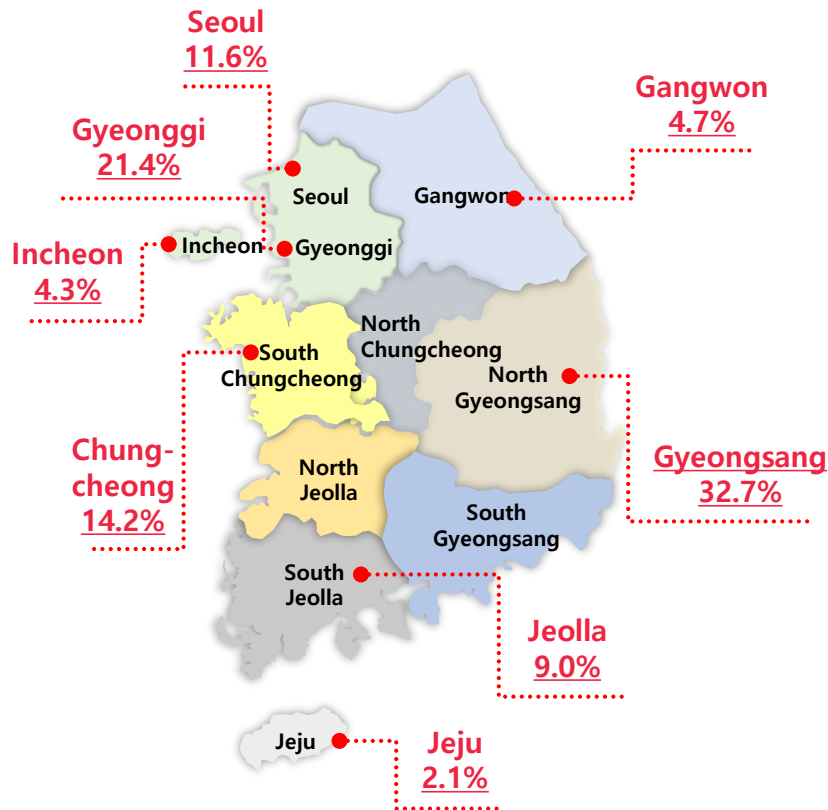 Seoul
11.6%
Gangwon
4.7%
Gyeonggi
21.4%
Seoul
Gangwon
Incheon
4.3%
Incheon
Gyeonggi
North
Chungcheong
South
Chungcheong
North
Gyeongsang
Chung-
cheong
14.2%
Gyeongsang
32.7%
North
Jeolla
South
Gyeongsang
South
Jeolla
Jeolla
9.0%
Jeju
Jeju
2.1%